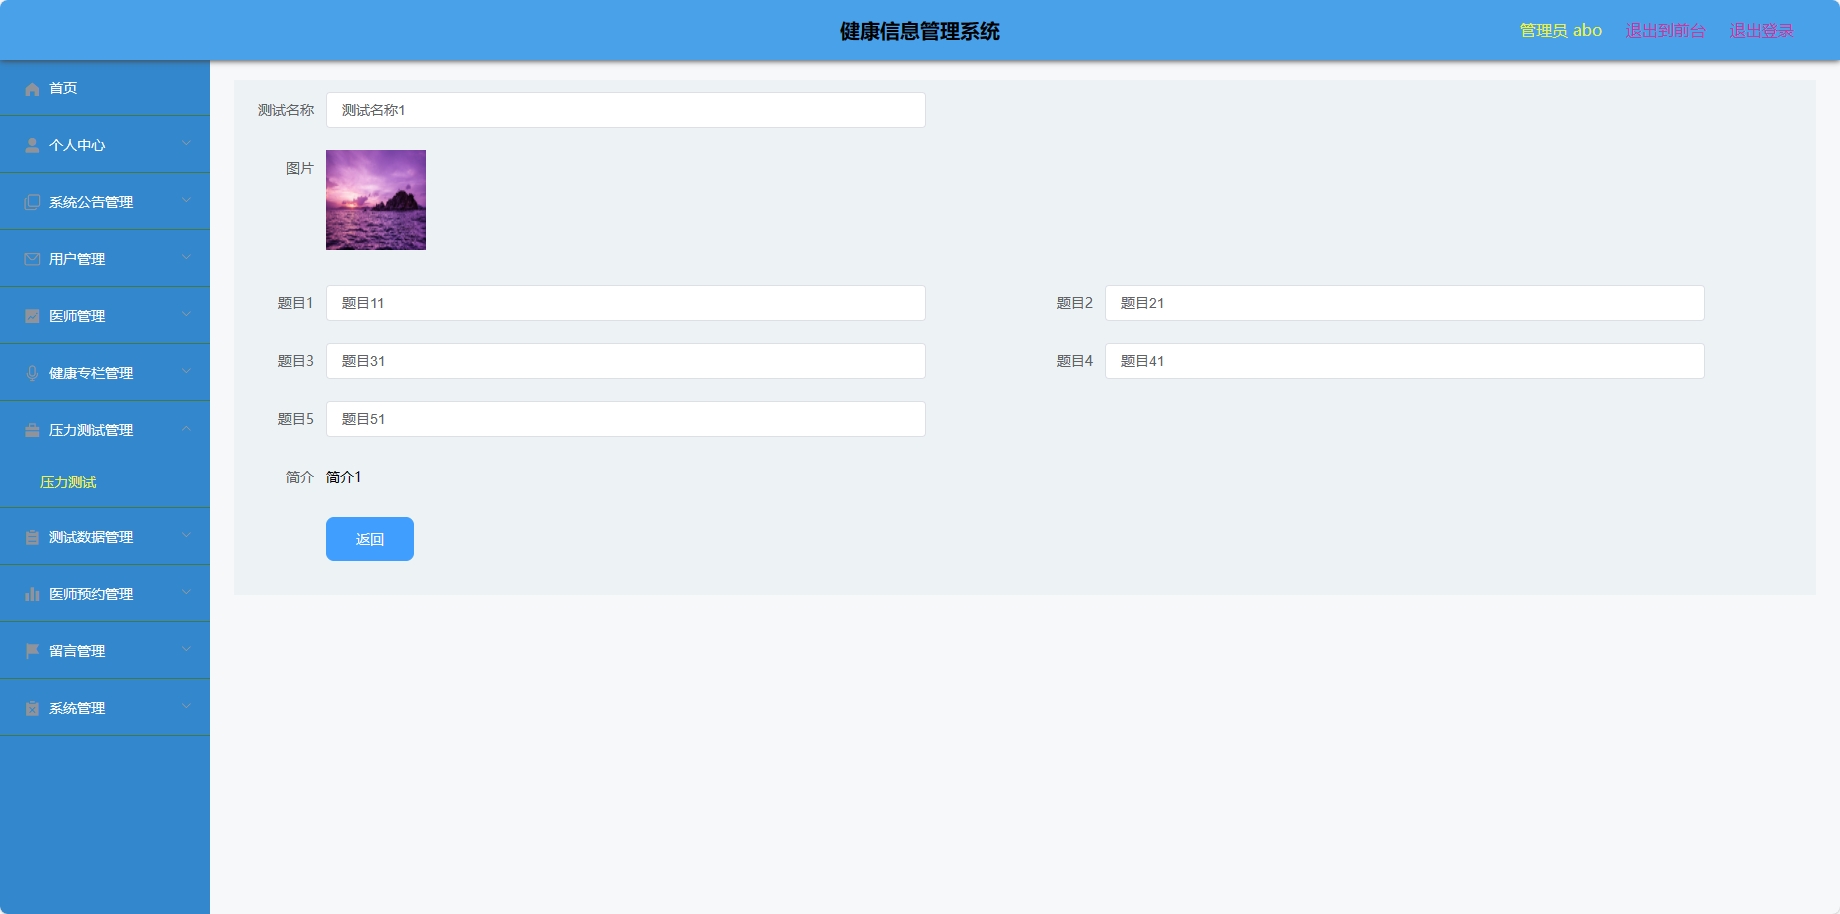 健康信息管理系统
管理员 abo 退出到前台 退出登录
首页
个人中心
系统公告管理
用户管理
医师管理
健康专栏管理
压力测试管理
压力测试
测试数据管理
医师预约管理
留言管理
系统管理
测试名称 测试名称1
图片
题目1 题目11 题目2 题目21
题目3 题目31 题目4 题目41
题目5 题目51
简介 简介1
返回